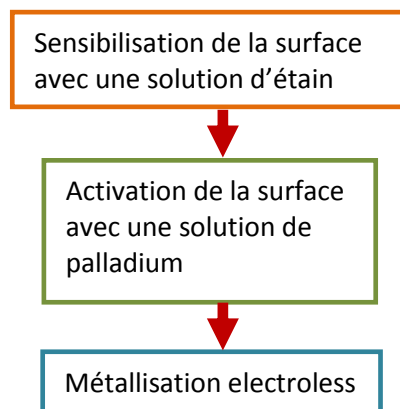 Sensibilisation de la surface
avec une solution d’étain
Activation de la surface
avec une solution de
palladium
Métallisation electroless